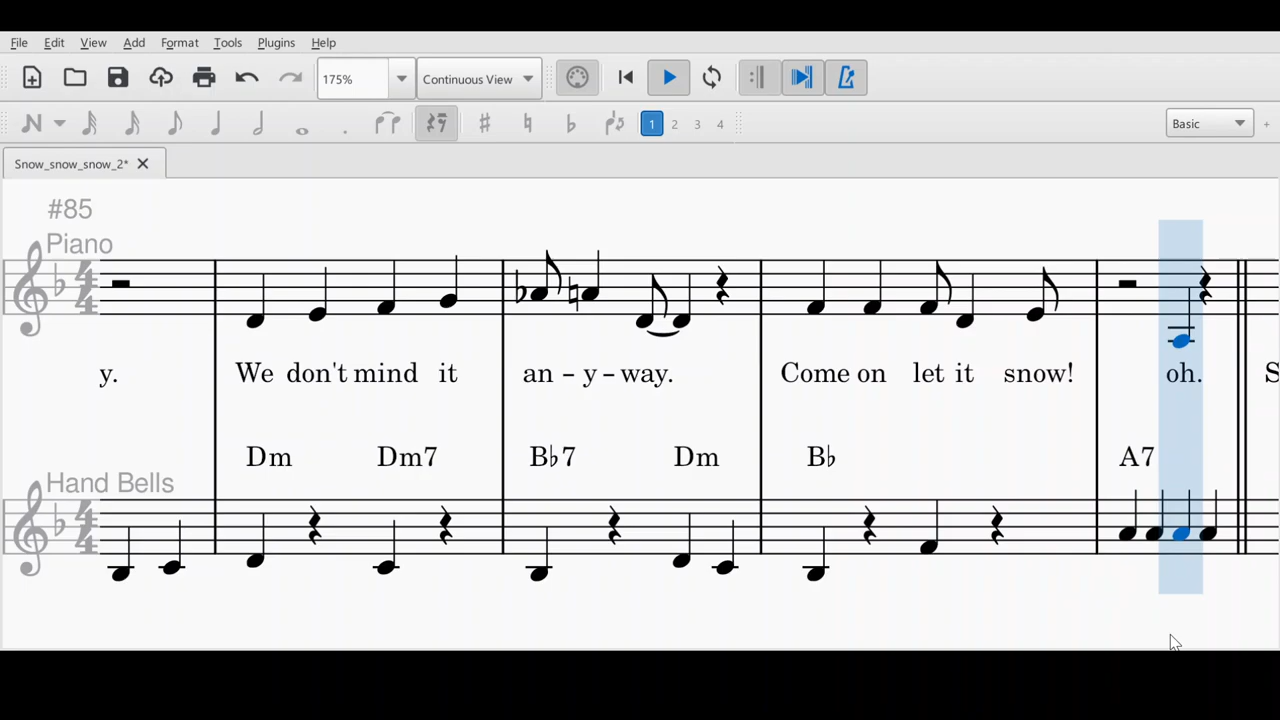 File Edit View Add Format Tools Plugins Help
175% Continuous View
1 2 3 4 Basic +
Snow_snow_snow_2*
#85
Piano
y. We don't mind it an - y - way. Come on let it snow! oh. S
Dm Dm7 B♭7 Dm B♭ A7
Hand Bells